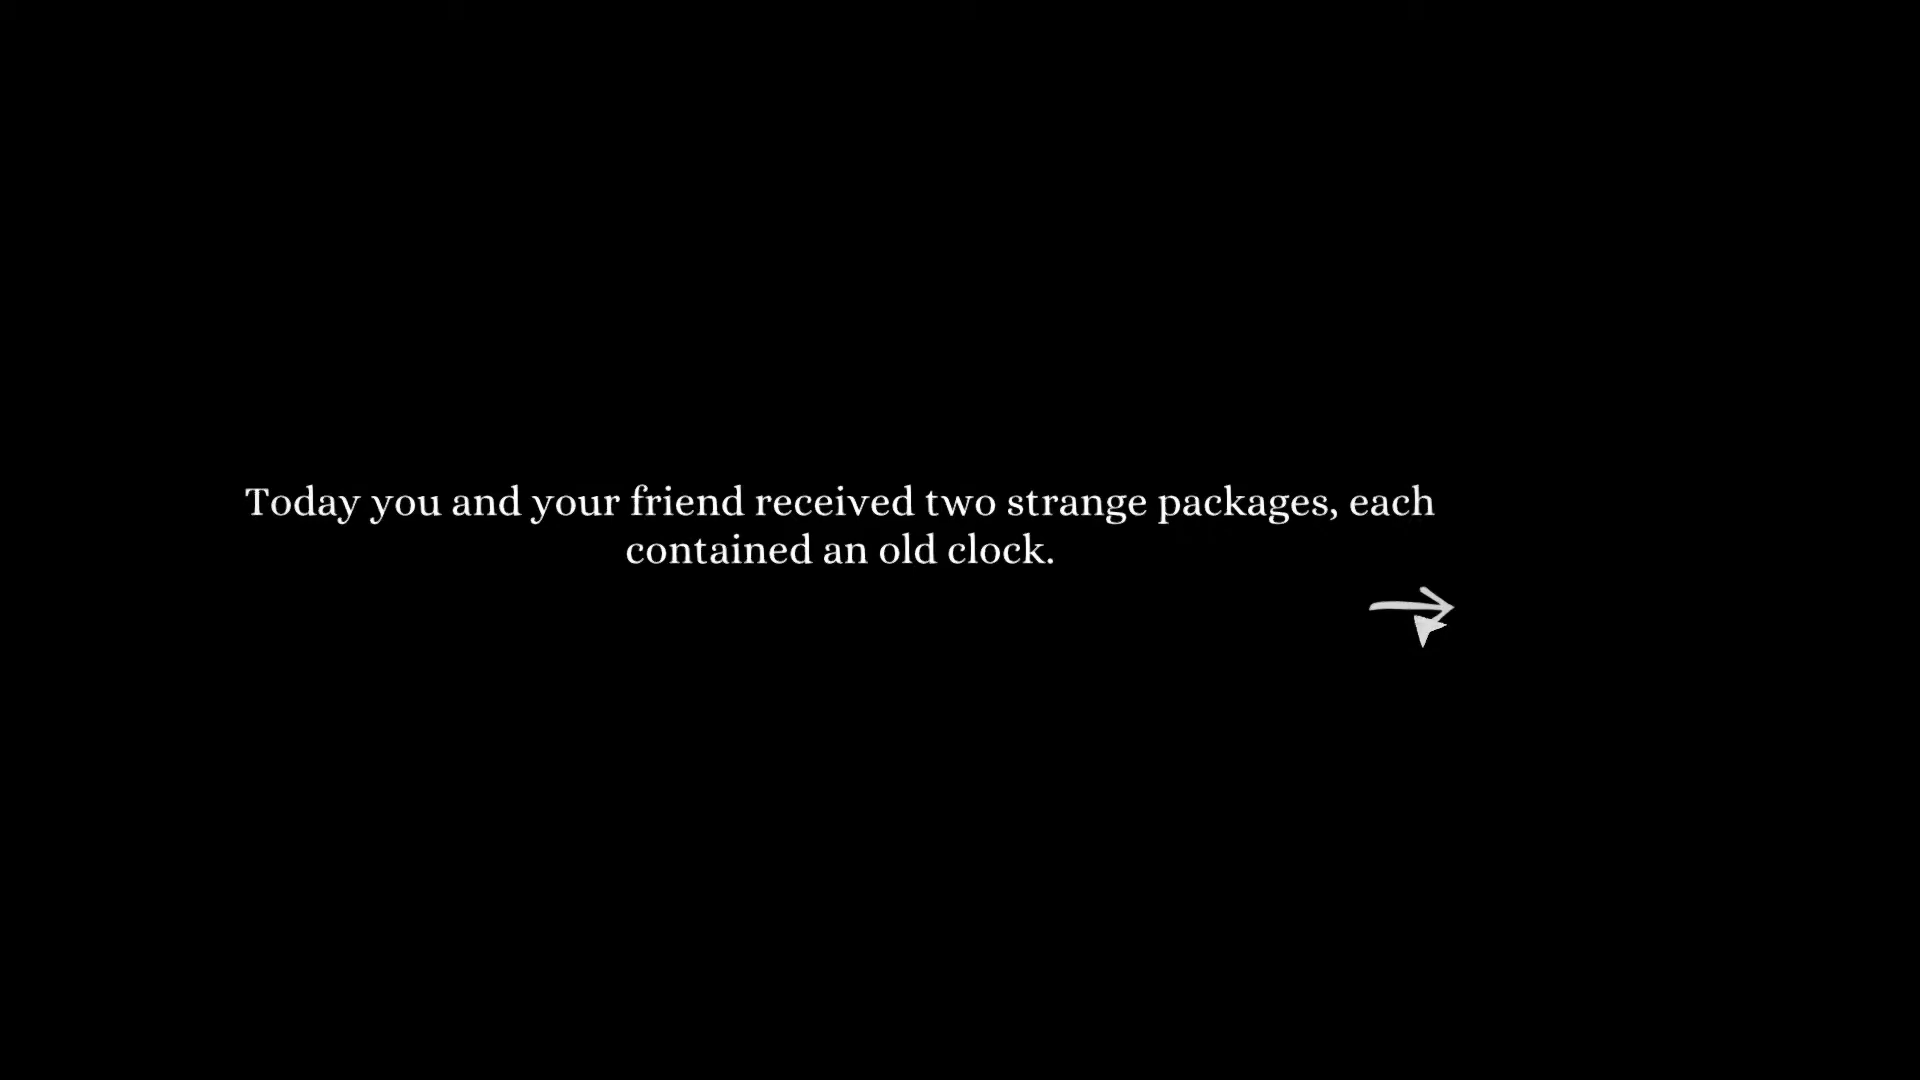 Today you and your friend received two strange packages, each
contained an old clock.